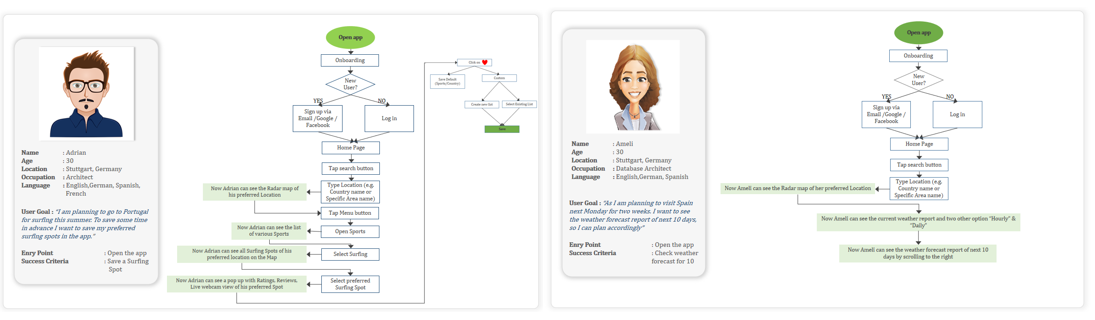 Open app
Onboarding
New
User?
YES
NO
Sign up via
Email /Google /
Facebook
Log in
Home Page
Tap search button
Type Location (e.g.
Country name or
Specific Area name)
Now Adrian can see the Radar map of
his preferred Location
Tap Menu button
Now Adrian can see the list
of various Sports
Open Sports
Now Adrian can see all Surfing Spots of his
preferred location on the Map
Select Surfing
Now Adrian can see a pop up with Ratings, Reviews,
Live webcam view of his preferred Spot
Select preferred
Surfing Spot
Click on
Save Default
(Sports/Country)
Custom
Create new list
Select Existing List
Save
Name : Adrian
Age : 30
Location : Stuttgart, Germany
Occupation : Architect
Language : English,German, Spanish,
French
User Goal : "I am planning to go to Portugal
for surfing this summer. To save some time
in advance I want to save my preferred
surfing spots in the app."
Enry Point : Open the app
Success Criteria : Save a Surfing
Spot
Open app
Onboarding
New
User?
YES
NO
Sign up via
Email /Google /
Facebook
Log in
Home Page
Tap search button
Type Location (e.g.
Country name or
Specific Area name)
Now Ameli can see the Radar map of her preferred Location
Now Ameli can see the current weather report and two other option "Hourly" &
"Daily"
Now Ameli can see the weather forecast report of next 10
days by scrolling to the right
Name : Ameli
Age : 30
Location : Stuttgart, Germany
Occupation : Database Architect
Language : English,German, Spanish
User Goal : "As I am planning to visit Spain
next Monday for two weeks. I want to see
the weather forecast report of next 10 days,
so I can plan accordingly"
Enry Point : Open the app
Success Criteria : Check weather
forecast for 10